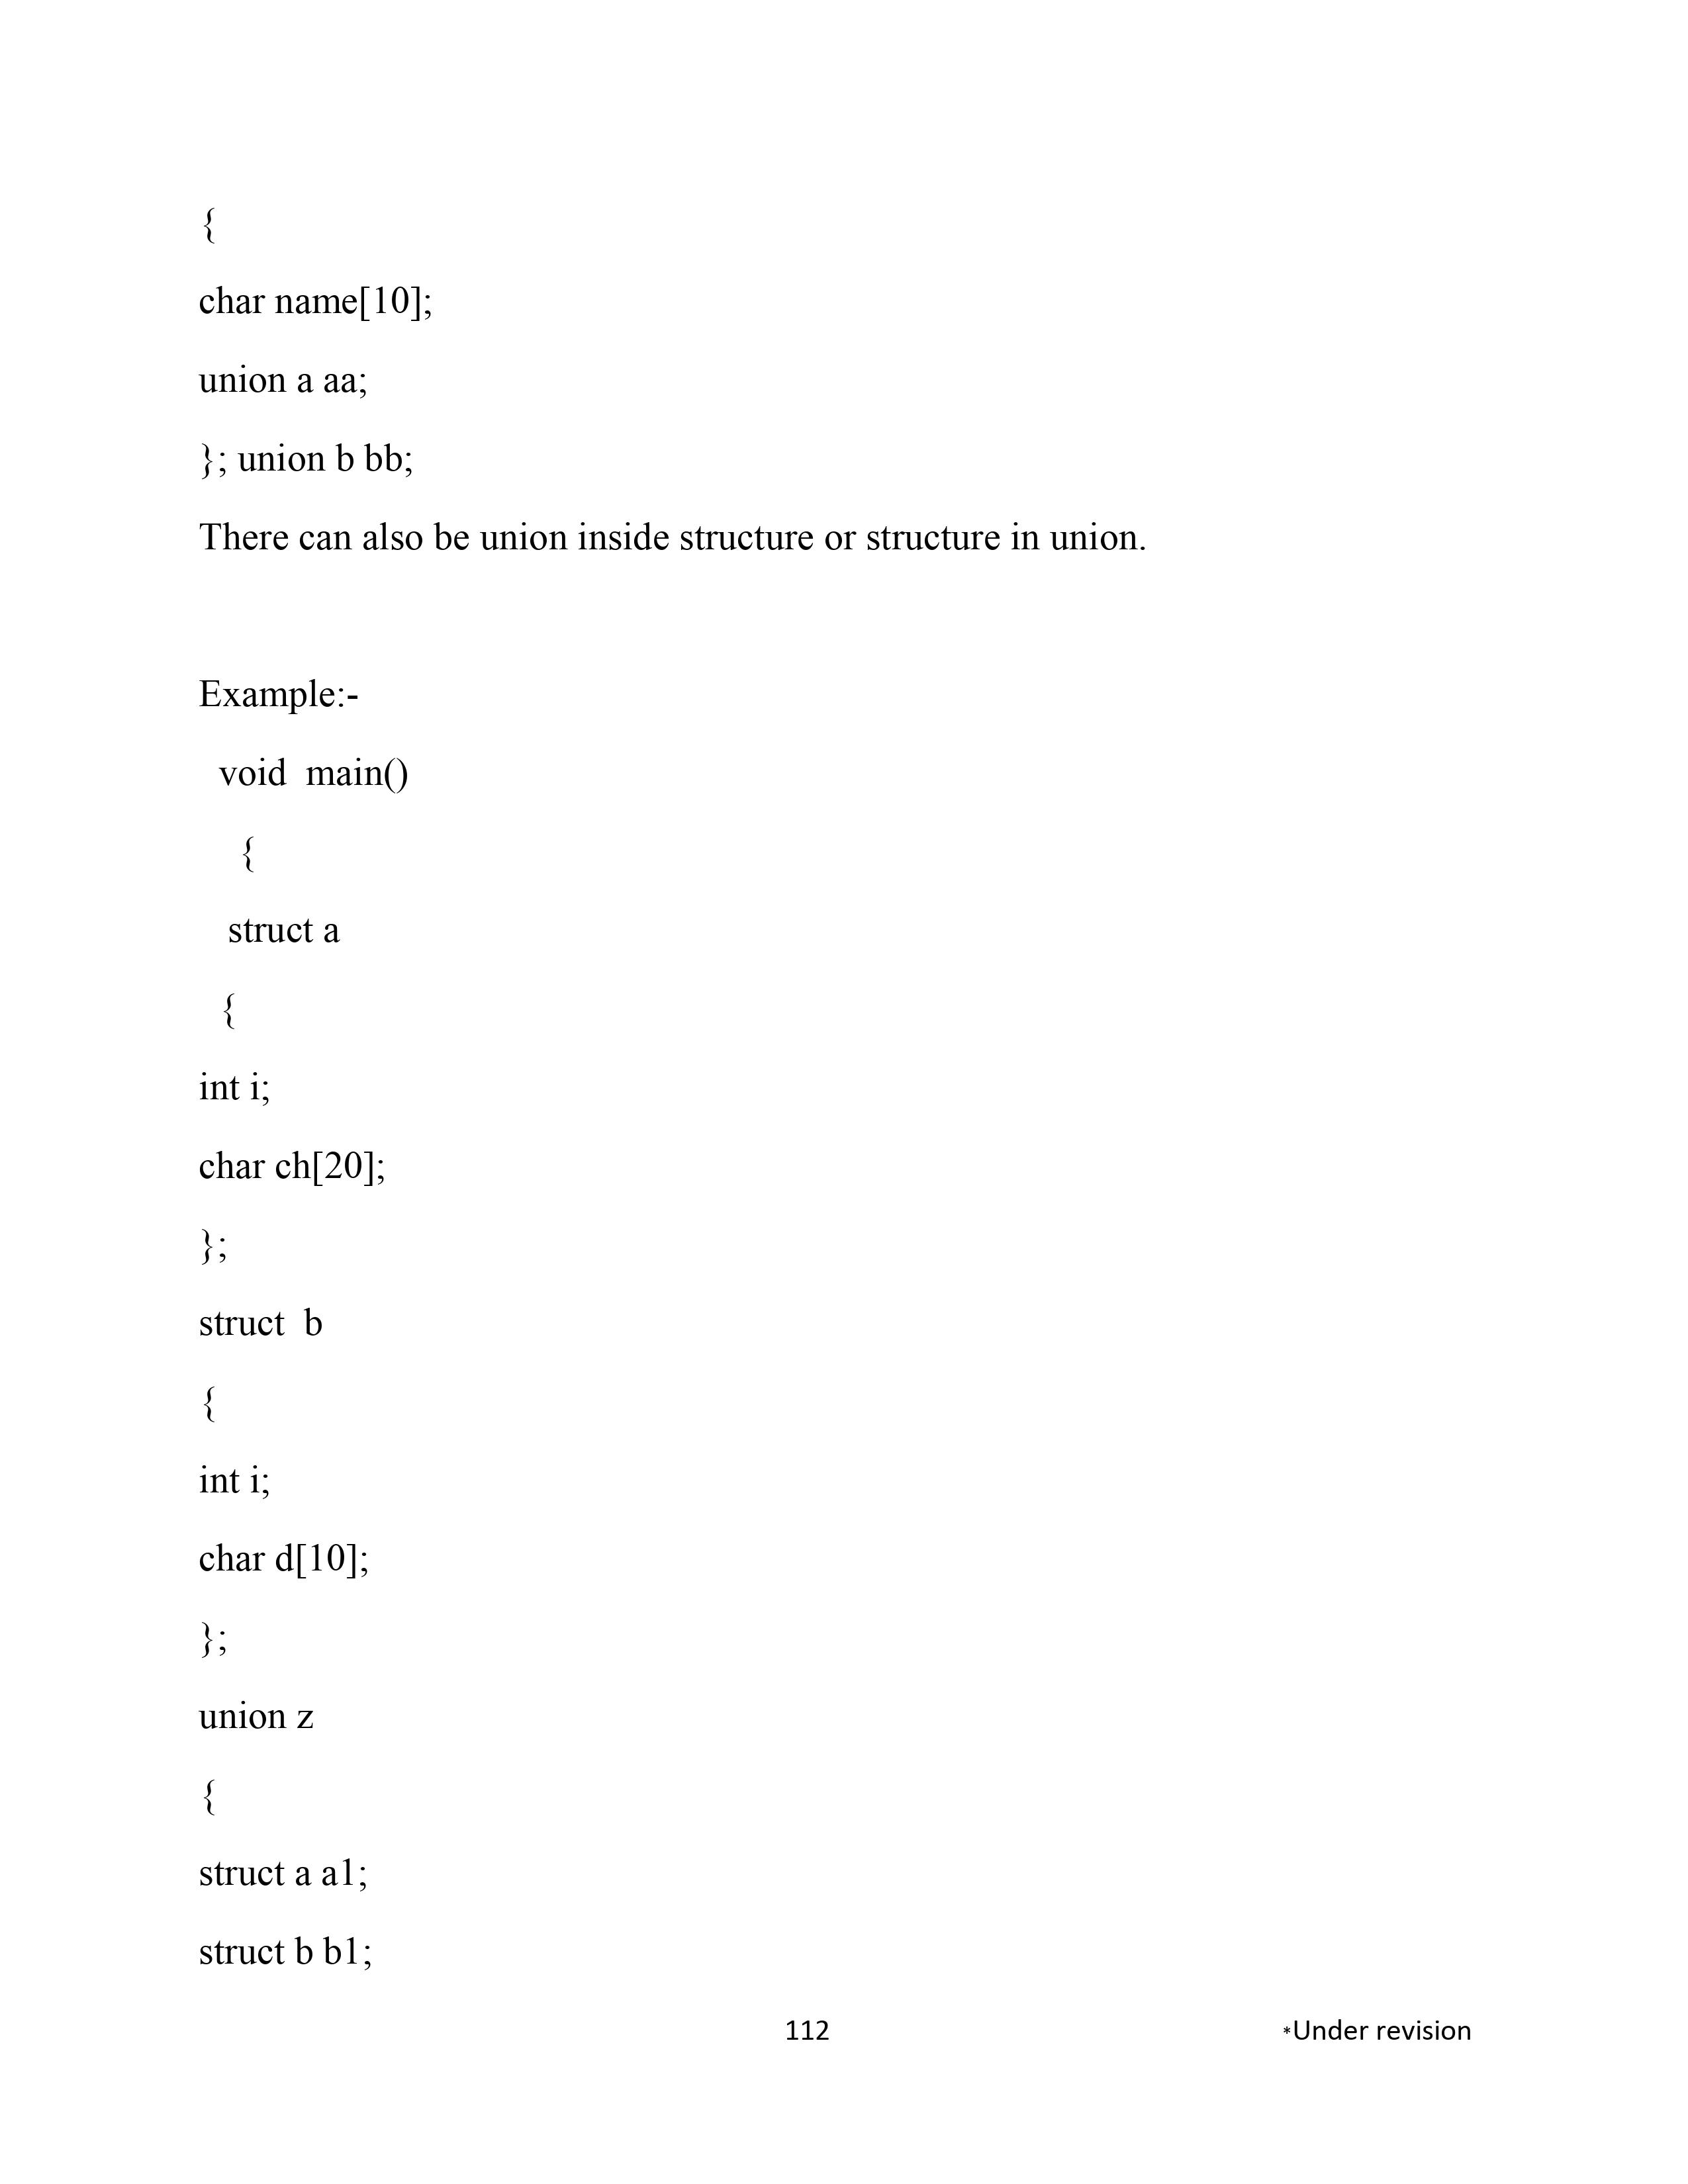 {
char name[10];
union a aa;
}; union b bb;
There can also be union inside structure or structure in union.
Example:-
void  main()
{
struct a
{
int i;
char ch[20];
};
struct  b
{
int i;
char d[10];
};
union z
{
struct a a1;
struct b b1;
112
*Under revision